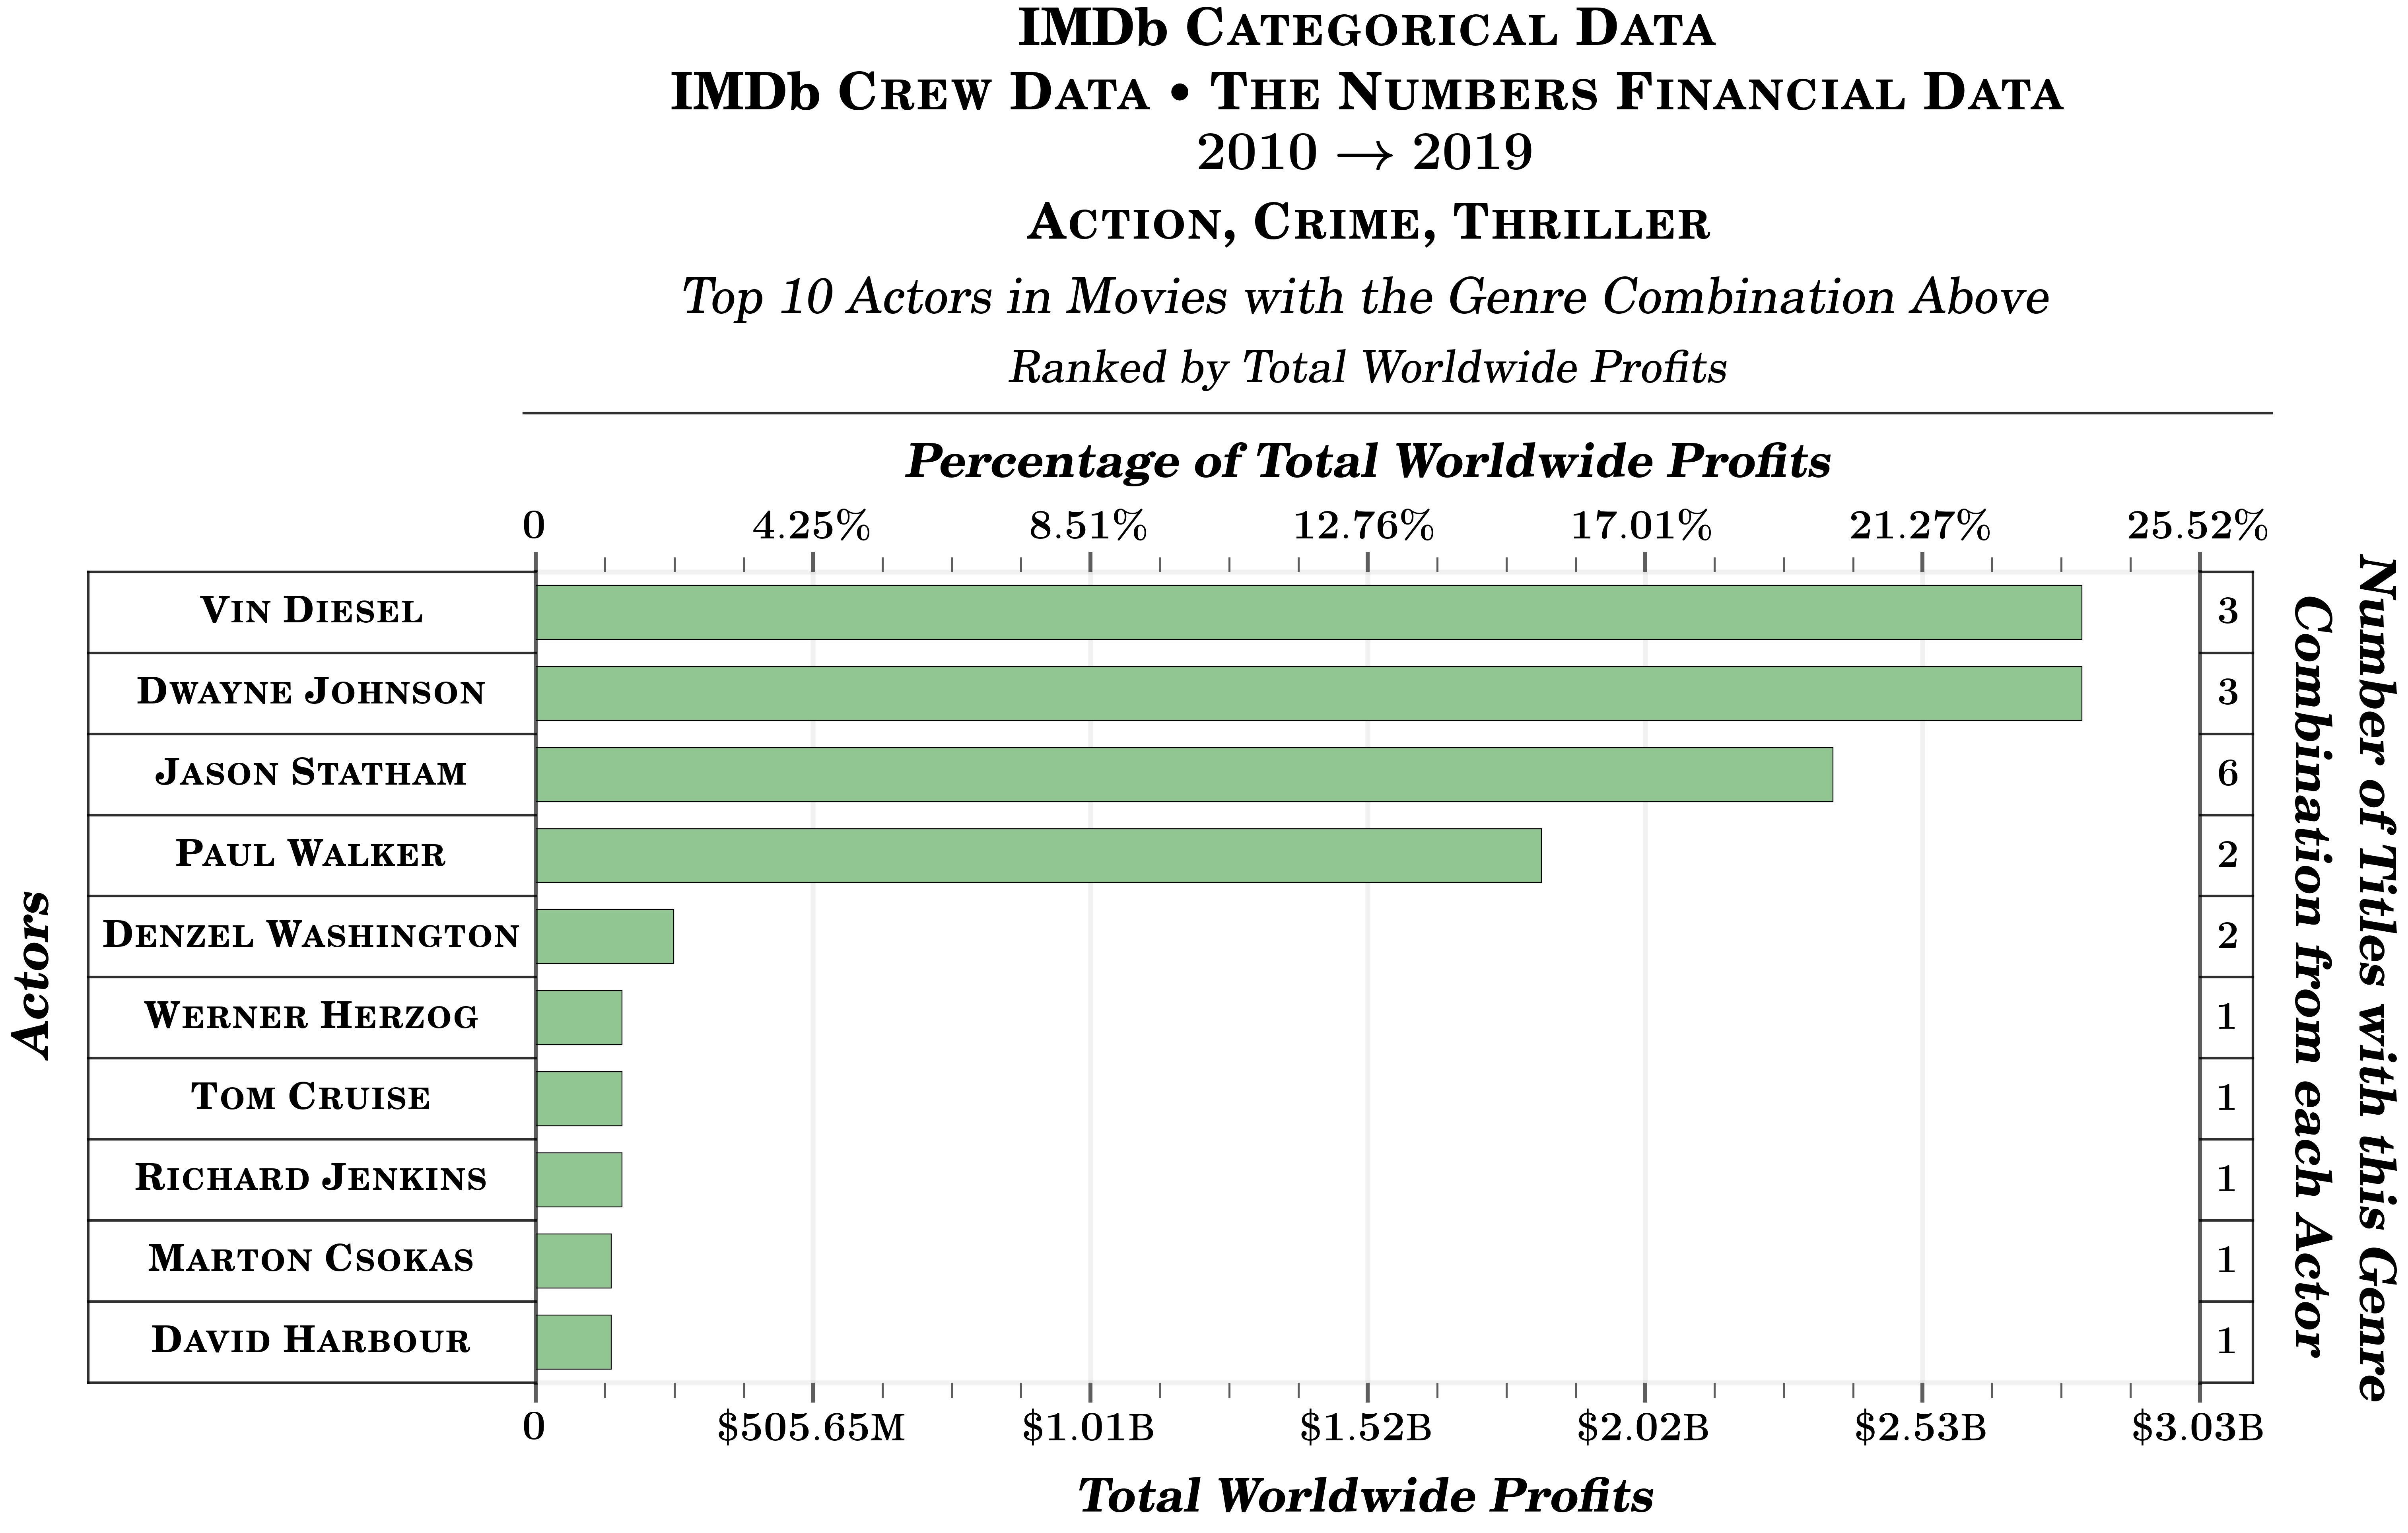 IMDb Categorical Data
IMDb Crew Data • The Numbers Financial Data
2010 → 2019
Action, Crime, Thriller
Top 10 Actors in Movies with the Genre Combination Above
Ranked by Total Worldwide Profits
Percentage of Total Worldwide Profits
0 4.25% 8.51% 12.76% 17.01% 21.27% 25.52%
Actors
Vin Diesel 3
Dwayne Johnson 3
Jason Statham 6
Paul Walker 2
Denzel Washington 2
Werner Herzog 1
Tom Cruise 1
Richard Jenkins 1
Marton Csokas 1
David Harbour 1
Number of Titles with this Genre
Combination from each Actor
0 $505.65M $1.01B $1.52B $2.02B $2.53B $3.03B
Total Worldwide Profits